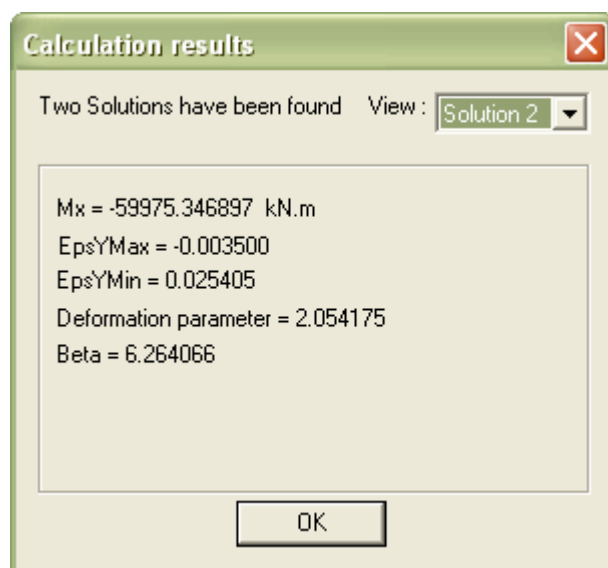 Calculation results
Two Solutions have been found View : Solution 2
Mx = -59975.346897 kN.m
EpsYMax = -0.003500
EpsYMin = 0.025405
Deformation parameter = 2.054175
Beta = 6.264066
OK